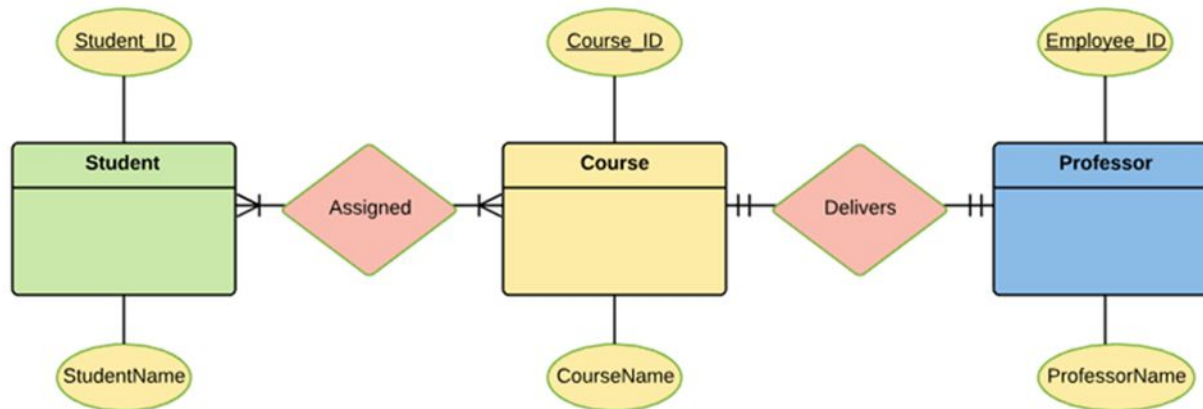 Student_ID
Course_ID
Employee_ID
Student
Course
Professor
Assigned
Delivers
StudentName
CourseName
ProfessorName